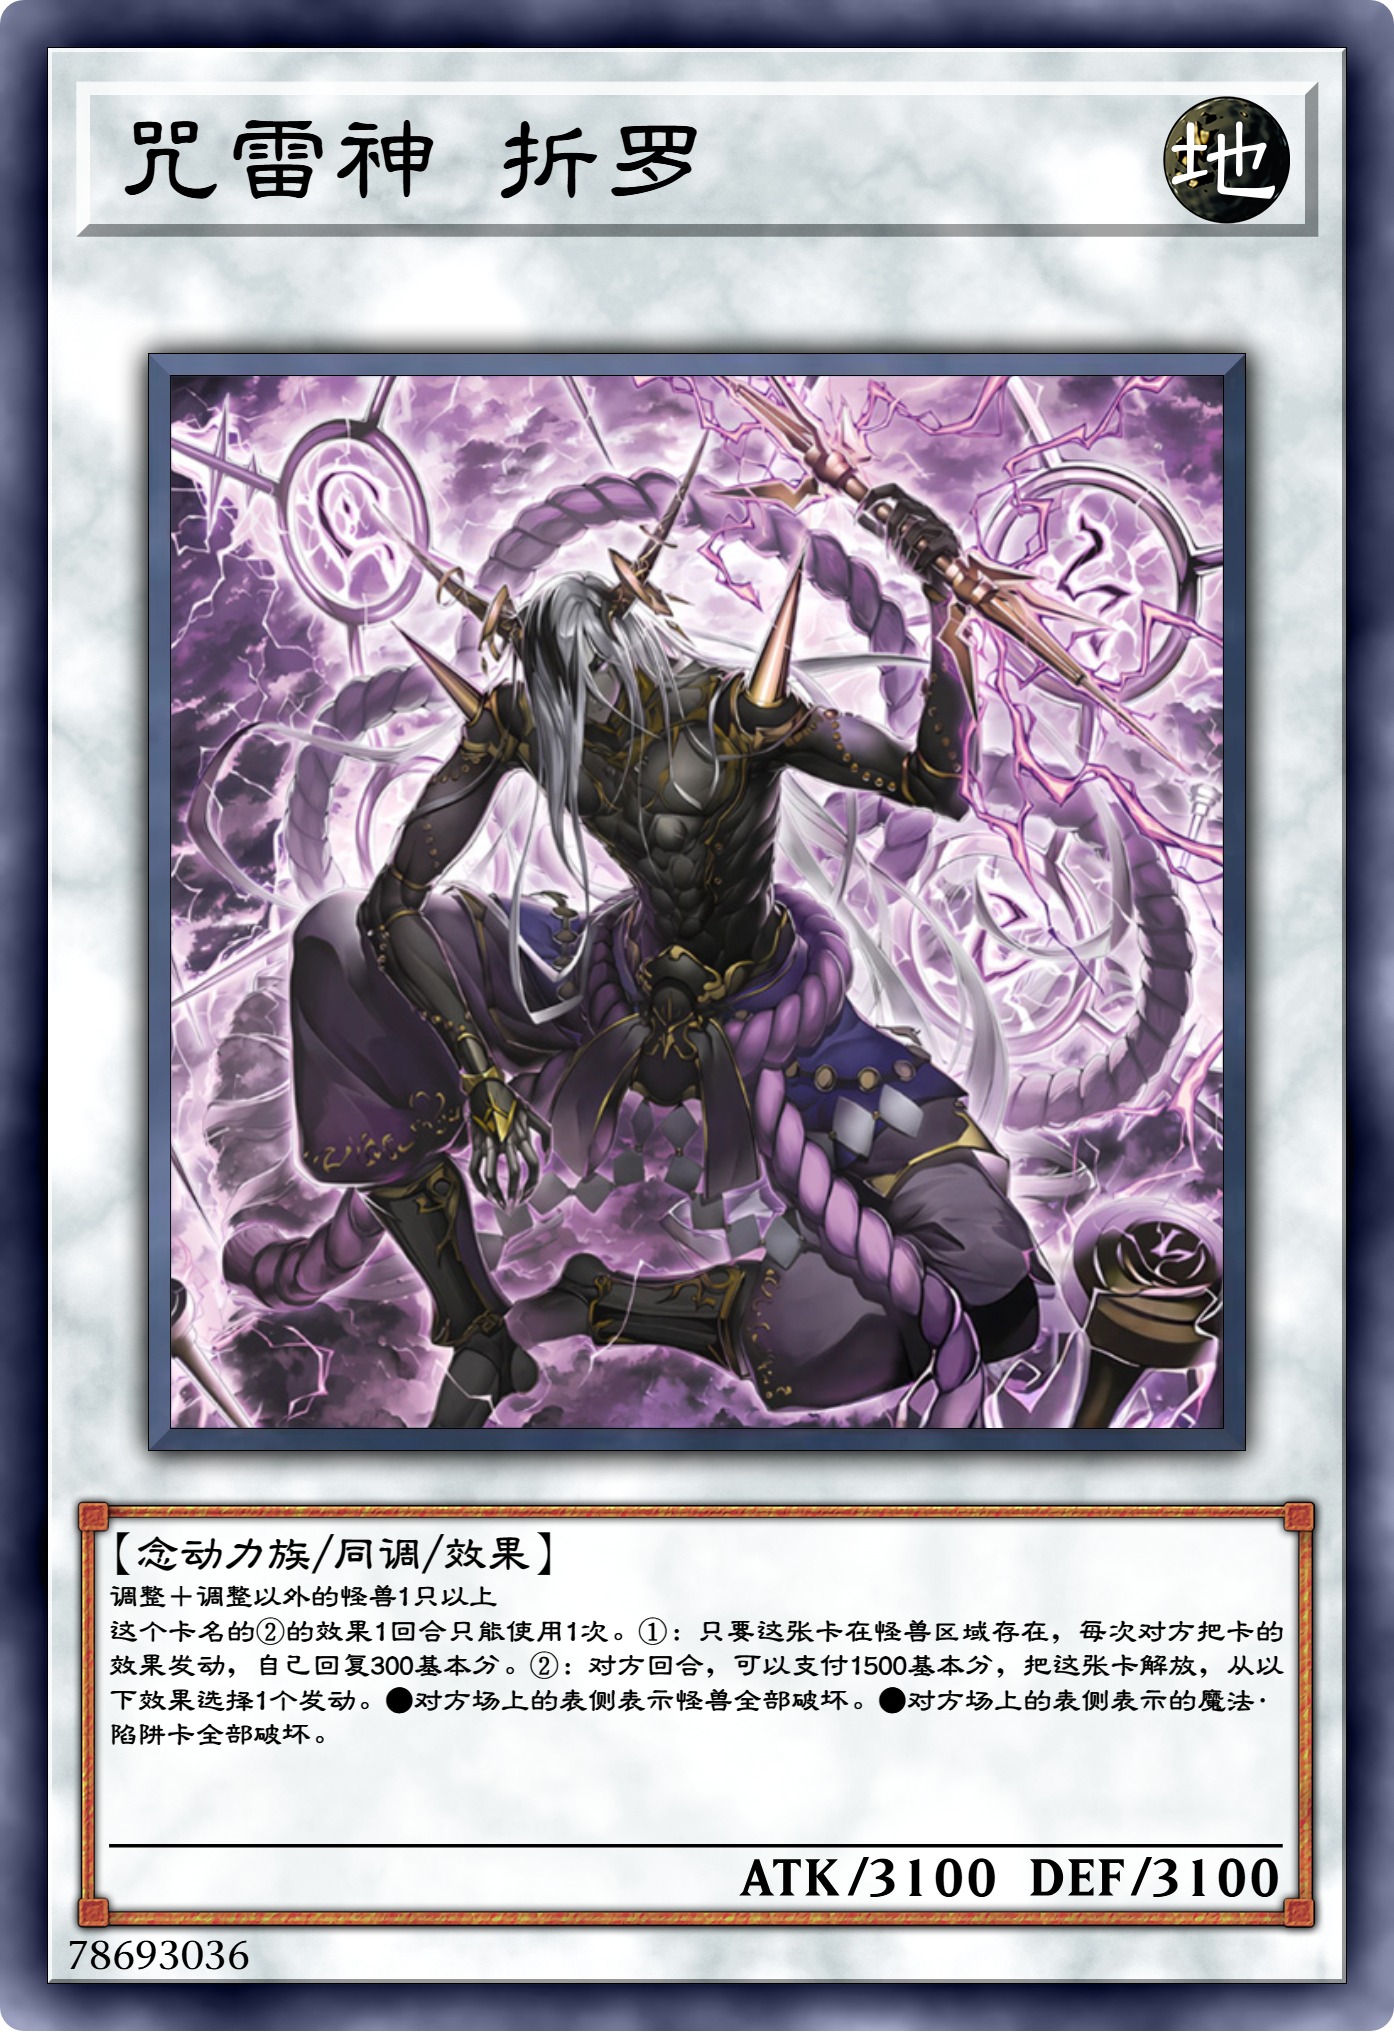 咒雷神 折罗
地
【念动力族/同调/效果】
调整＋调整以外的怪兽1只以上
这个卡名的②的效果1回合只能使用1次。①：只要这张卡在怪兽区域存在，每次对方把卡的
效果发动，自己回复300基本分。②：对方回合，可以支付1500基本分，把这张卡解放，从以
下效果选择1个发动。●对方场上的表侧表示怪兽全部破坏。●对方场上的表侧表示的魔法·
陷阱卡全部破坏。
ATK/3100 DEF/3100
78693036